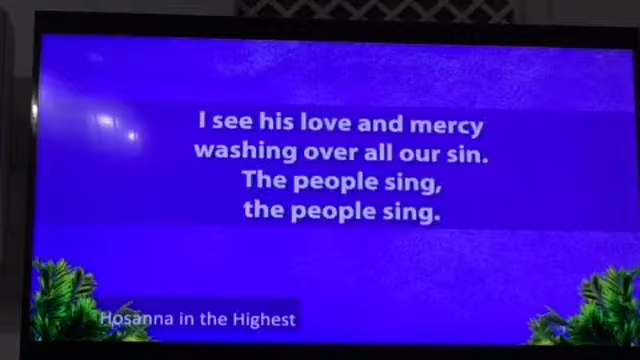 I see his love and mercy
washing over all our sin.
The people sing,
the people sing.
Hosanna in the Highest